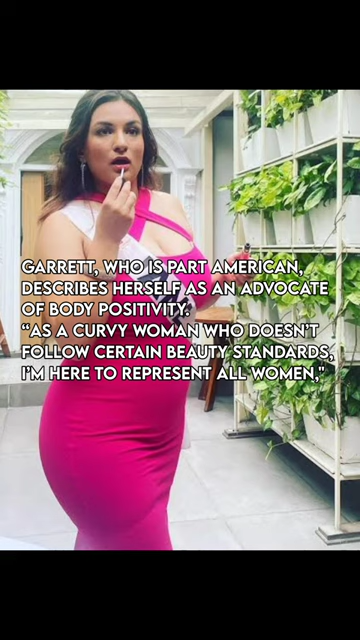 GARRETT, WHO IS PART AMERICAN,
DESCRIBES HERSELF AS AN ADVOCATE
OF BODY POSITIVITY.
“AS A CURVY WOMAN WHO DOESN’T
FOLLOW CERTAIN BEAUTY STANDARDS,
I’M HERE TO REPRESENT ALL WOMEN,"